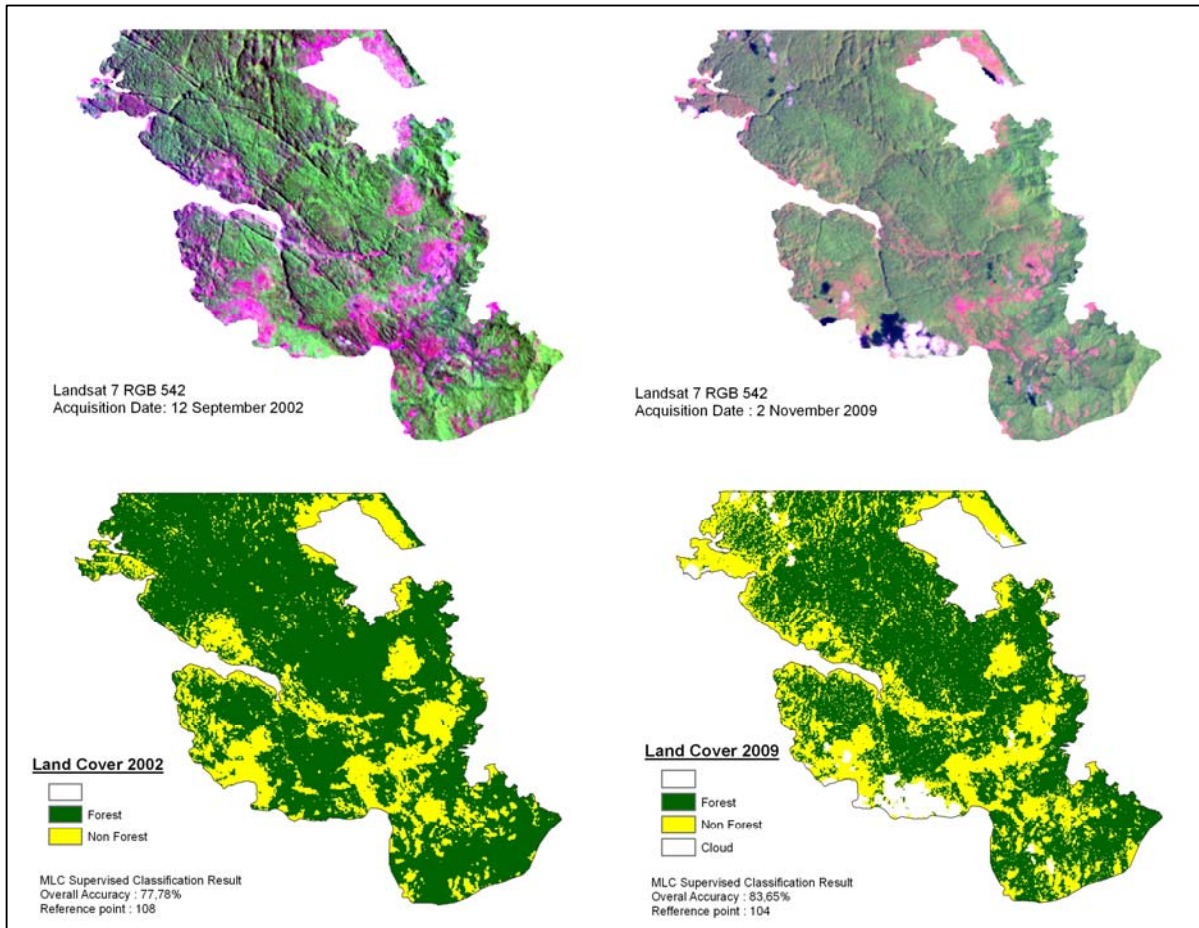 Landsat 7 RGB 542
Acquisition Date: 12 September 2002
Landsat 7 RGB 542
Acquisition Date : 2 November 2009
Land Cover 2002
Forest
Non Forest
MLC Supervised Classification Result
Overall Accuracy : 77,78%
Reference point : 108
Land Cover 2009
Forest
Non Forest
Cloud
MLC Supervised Classification Result
Overal Accuracy : 83,65%
Refference point : 104